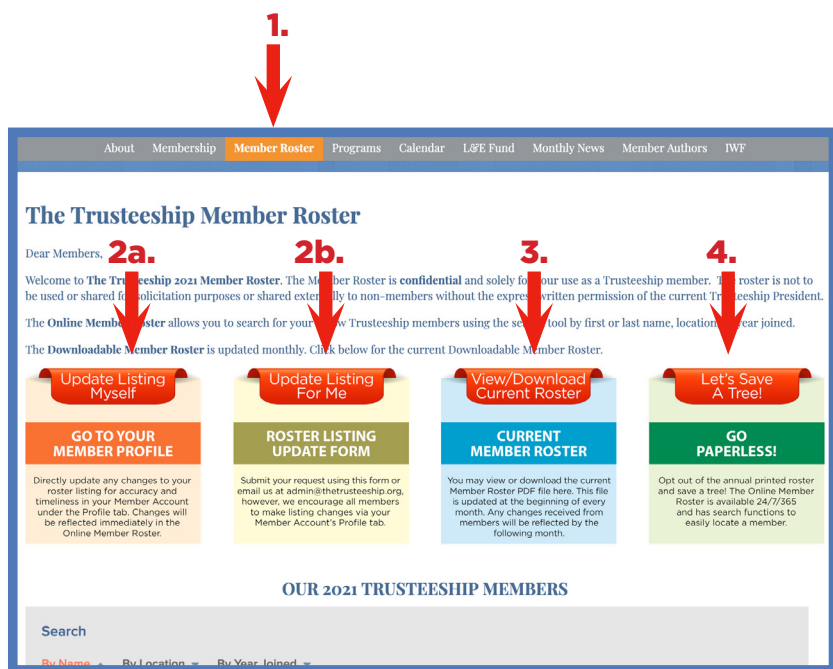 1.
About Membership Member Roster Programs Calendar L&E Fund Monthly News Member Authors IWF
The Trusteeship Member Roster
Dear Members,
2a. 2b. 3. 4.
Welcome to The Trusteeship 2021 Member Roster. The Member Roster is confidential and solely for your use as a Trusteeship member. The roster is not to
be used or shared for solicitation purposes or shared externally to non-members without the express written permission of the current Trusteeship President.
The Online Member Roster allows you to search for your fellow Trusteeship members using the search tool by first or last name, location year joined.
The Downloadable Member Roster is updated monthly. Click below for the current Downloadable Member Roster.
Update Listing
Myself
GO TO YOUR
MEMBER PROFILE
Directly update any changes to your
roster listing for accuracy and
timeliness in your Member Account
under the Profile tab. Changes will
be reflected immediately in the
Online Member Roster.
Update Listing
For Me
ROSTER LISTING
UPDATE FORM
Submit your request using this form or
email us at admin@thetrusteeship.org,
however, we encourage all members
to make listing changes via your
Member Account's Profile tab.
View/Download
Current Roster
CURRENT
MEMBER ROSTER
You may view or download the current
Member Roster PDF file here. This file
is updated at the beginning of every
month. Any changes received from
members will be reflected by the
following month.
Let's Save
A Tree!
GO
PAPERLESS!
Opt out of the annual printed roster
and save a tree! The Online Member
Roster is available 24/7/365
and has search functions to
easily locate a member.
OUR 2021 TRUSTEESHIP MEMBERS
Search
By Name By Location By Year Joined